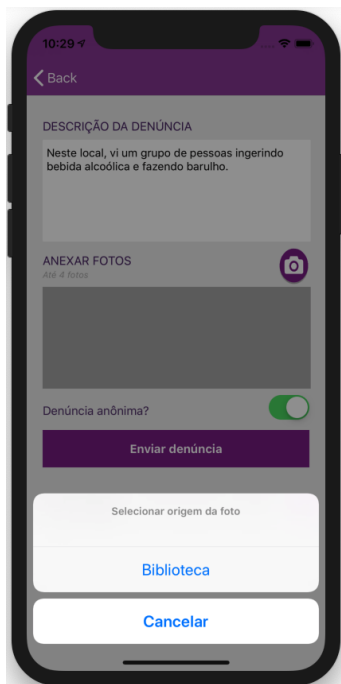 10:29
Back
DESCRIÇÃO DA DENÚNCIA
Neste local, vi um grupo de pessoas ingerindo
bebida alcoólica e fazendo barulho.
ANEXAR FOTOS
Até 4 fotos
Denúncia anônima?
Enviar denúncia
Selecionar origem da foto
Biblioteca
Cancelar